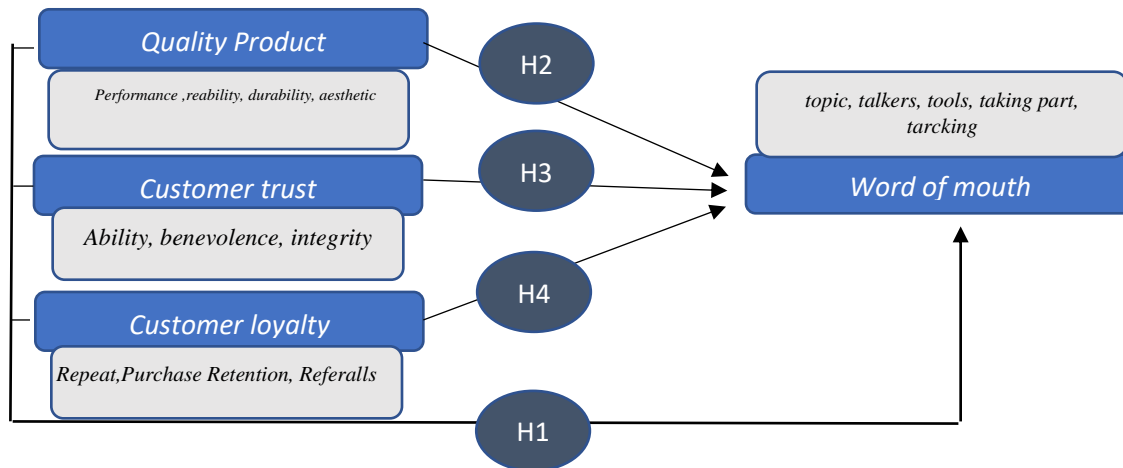 Quality Product
Performance ,reability, durability, aesthetic
Customer trust
Ability, benevolence, integrity
Customer loyalty
Repeat,Purchase Retention, Referalls
H2
H3
H4
H1
topic, talkers, tools, taking part,
tarcking
Word of mouth